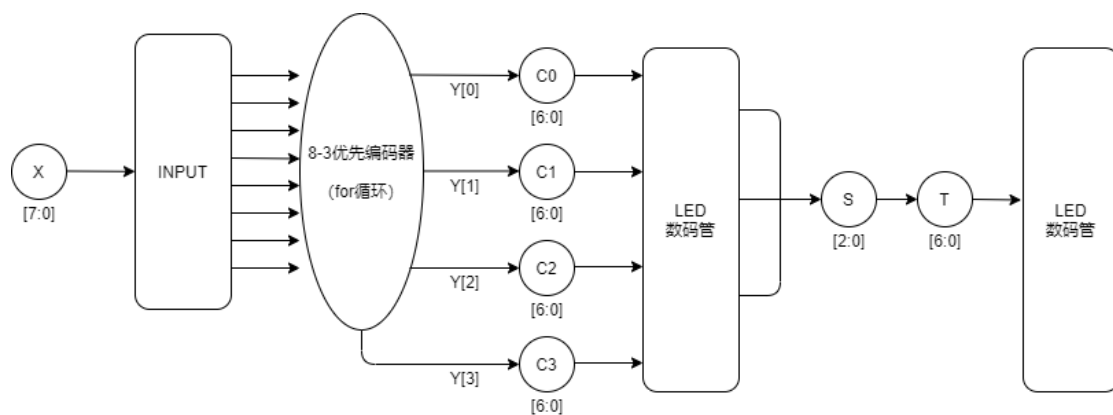 X
[7:0]
INPUT
8-3优先编码器
（for循环）
Y[0]
Y[1]
Y[2]
Y[3]
C0
[6:0]
C1
[6:0]
C2
[6:0]
C3
[6:0]
LED
数码管
S
[2:0]
T
[6:0]
LED
数码管